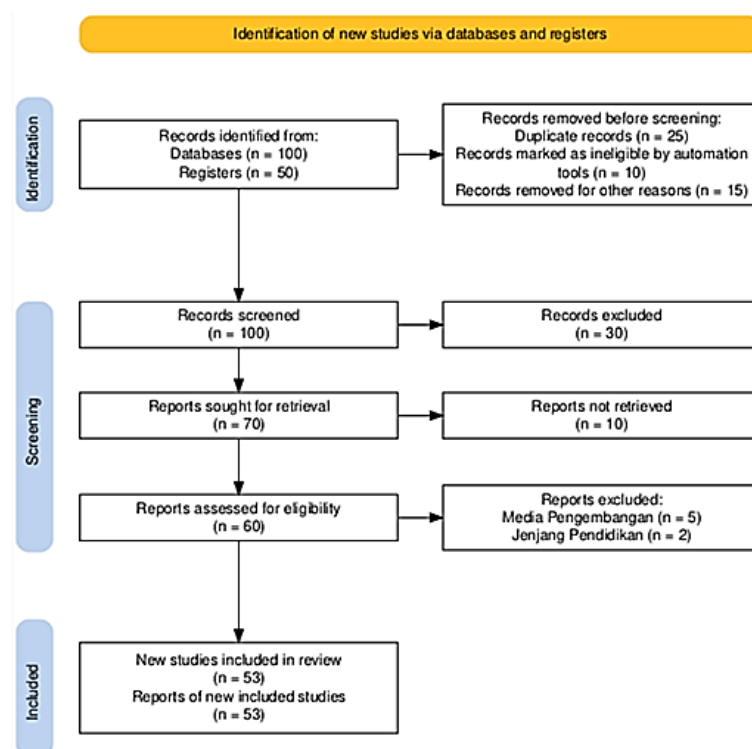 Identification of new studies via databases and registers
Identification
Records identified from:
Databases (n = 100)
Registers (n = 50)
Records removed before screening:
Duplicate records (n = 25)
Records marked as ineligible by automation
tools (n = 10)
Records removed for other reasons (n = 15)
Screening
Records screened
(n = 100)
Records excluded
(n = 30)
Reports sought for retrieval
(n = 70)
Reports not retrieved
(n = 10)
Reports assessed for eligibility
(n = 60)
Reports excluded:
Media Pengembangan (n = 5)
Jenjang Pendidikan (n = 2)
Included
New studies included in review
(n = 53)
Reports of new included studies
(n = 53)